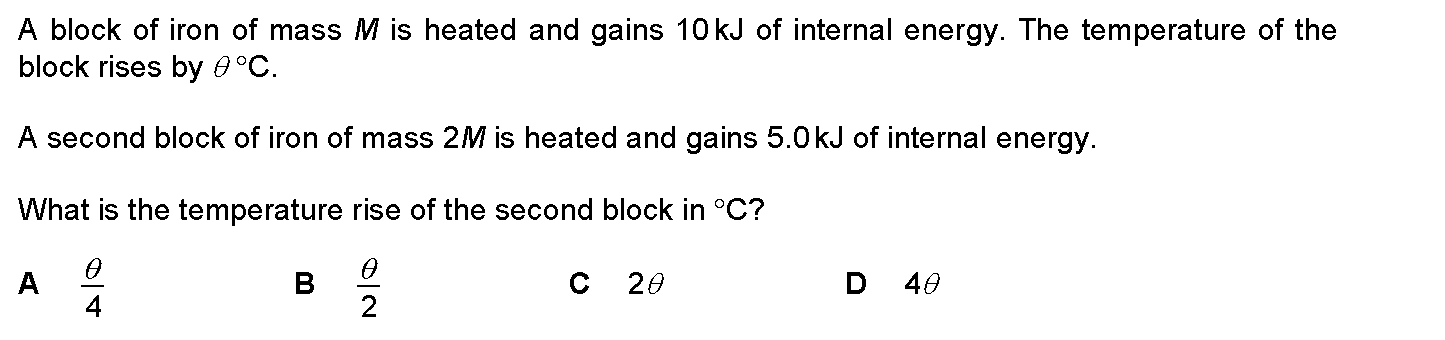 A block of iron of mass M is heated and gains 10 kJ of internal energy. The temperature of the
block rises by θ °C.
A second block of iron of mass 2M is heated and gains 5.0 kJ of internal energy.
What is the temperature rise of the second block in °C?
A θ/4 B θ/2 C 2θ D 4θ